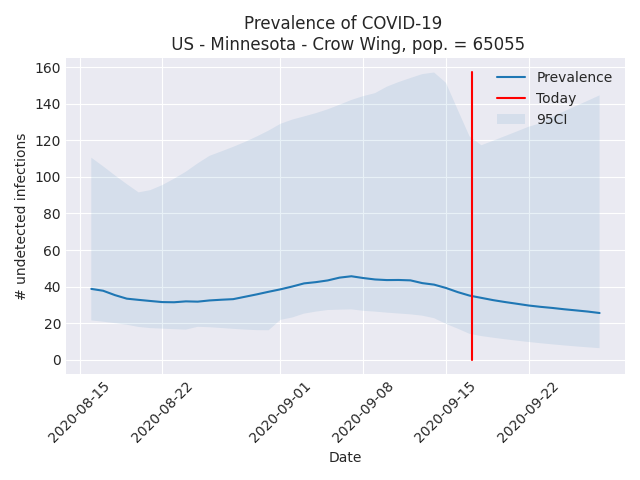 Prevalence of COVID-19
US - Minnesota - Crow Wing, pop. = 65055
# undetected infections
160
140
120
100
80
60
40
20
0
Prevalence
Today
95CI
2020-08-15
2020-08-22
2020-09-01
2020-09-08
2020-09-15
2020-09-22
Date